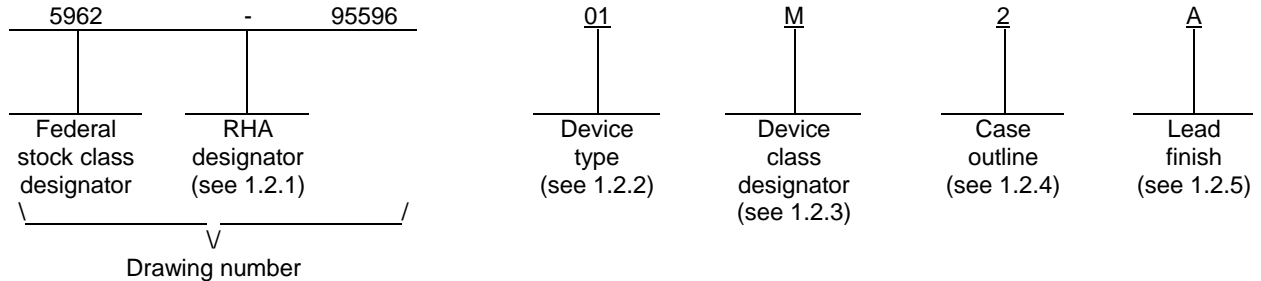 5962 - 95596 01 M 2 A
Federal stock class designator
RHA designator (see 1.2.1)
Device type (see 1.2.2)
Device class designator (see 1.2.3)
Case outline (see 1.2.4)
Lead finish (see 1.2.5)
Drawing number